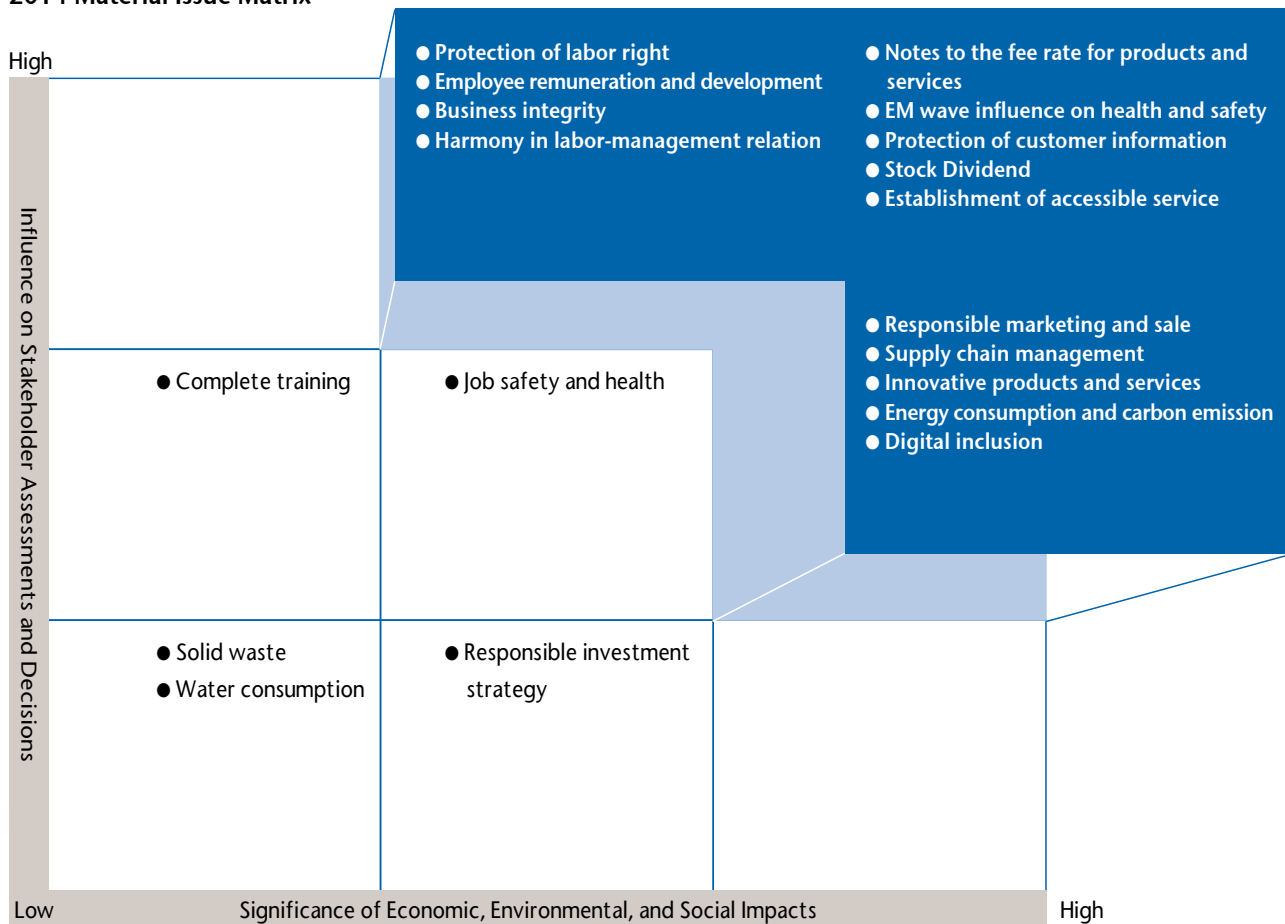 2014 Material Issue Matrix
High
● Protection of labor right
● Employee remuneration and development
● Business integrity
● Harmony in labor-management relation
● Notes to the fee rate for products and
services
● EM wave influence on health and safety
● Protection of customer information
● Stock Dividend
● Establishment of accessible service
● Responsible marketing and sale
● Supply chain management
● Innovative products and services
● Energy consumption and carbon emission
● Digital inclusion
Influence on Stakeholder Assessments and Decisions
● Complete training
● Job safety and health
● Solid waste
● Water consumption
● Responsible investment
strategy
Low
Significance of Economic, Environmental, and Social Impacts
High